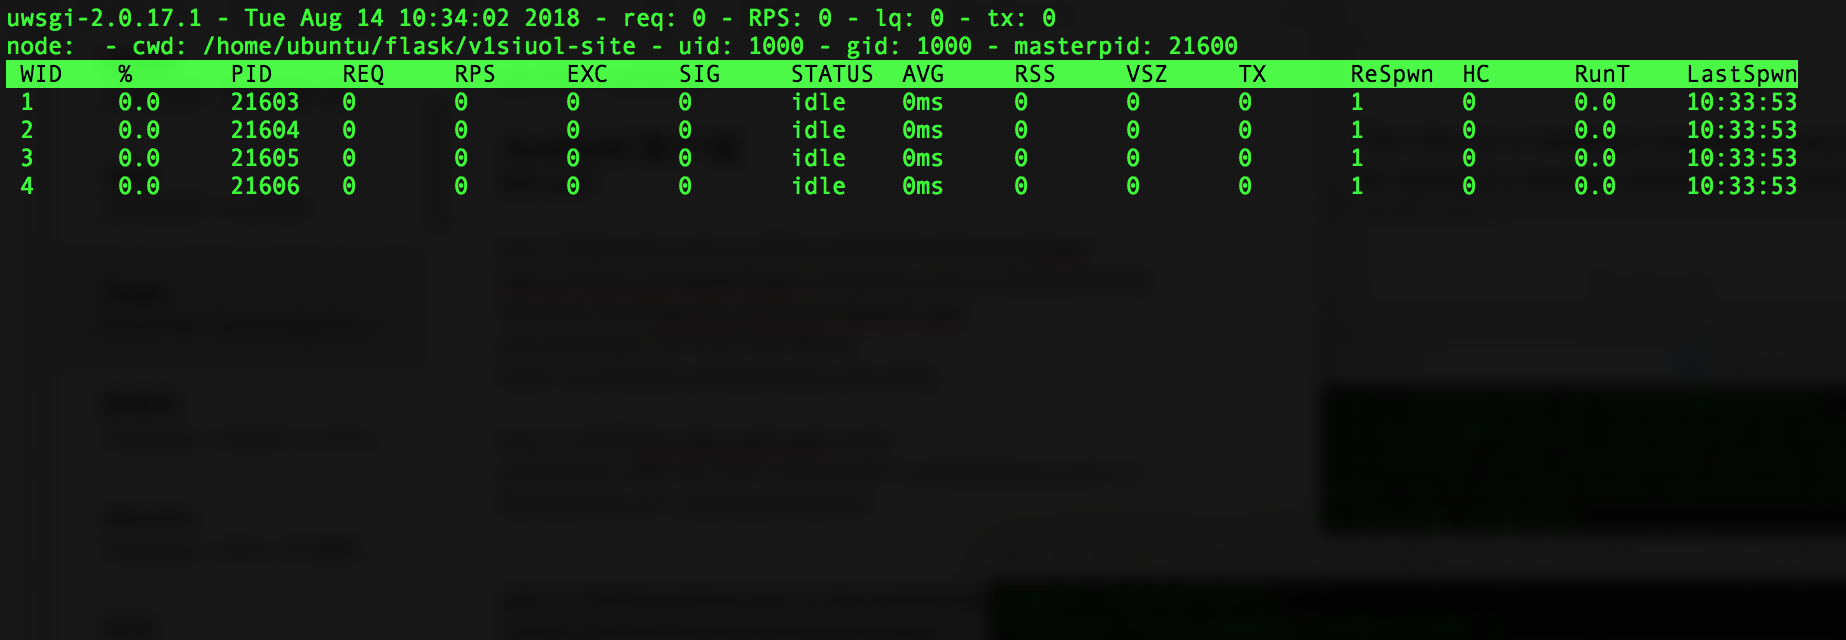 uwsgi-2.0.17.1 - Tue Aug 14 10:34:02 2018 - req: 0 - RPS: 0 - lq: 0 - tx: 0
node:  - cwd: /home/ubuntu/flask/v1siuol-site - uid: 1000 - gid: 1000 - masterpid: 21600
WID % PID REQ RPS EXC SIG STATUS AVG RSS VSZ TX ReSpwn HC RunT LastSpwn
1 0.0 21603 0 0 0 0 idle 0ms 0 0 0 1 0 0.0 10:33:53
2 0.0 21604 0 0 0 0 idle 0ms 0 0 0 1 0 0.0 10:33:53
3 0.0 21605 0 0 0 0 idle 0ms 0 0 0 1 0 0.0 10:33:53
4 0.0 21606 0 0 0 0 idle 0ms 0 0 0 1 0 0.0 10:33:53